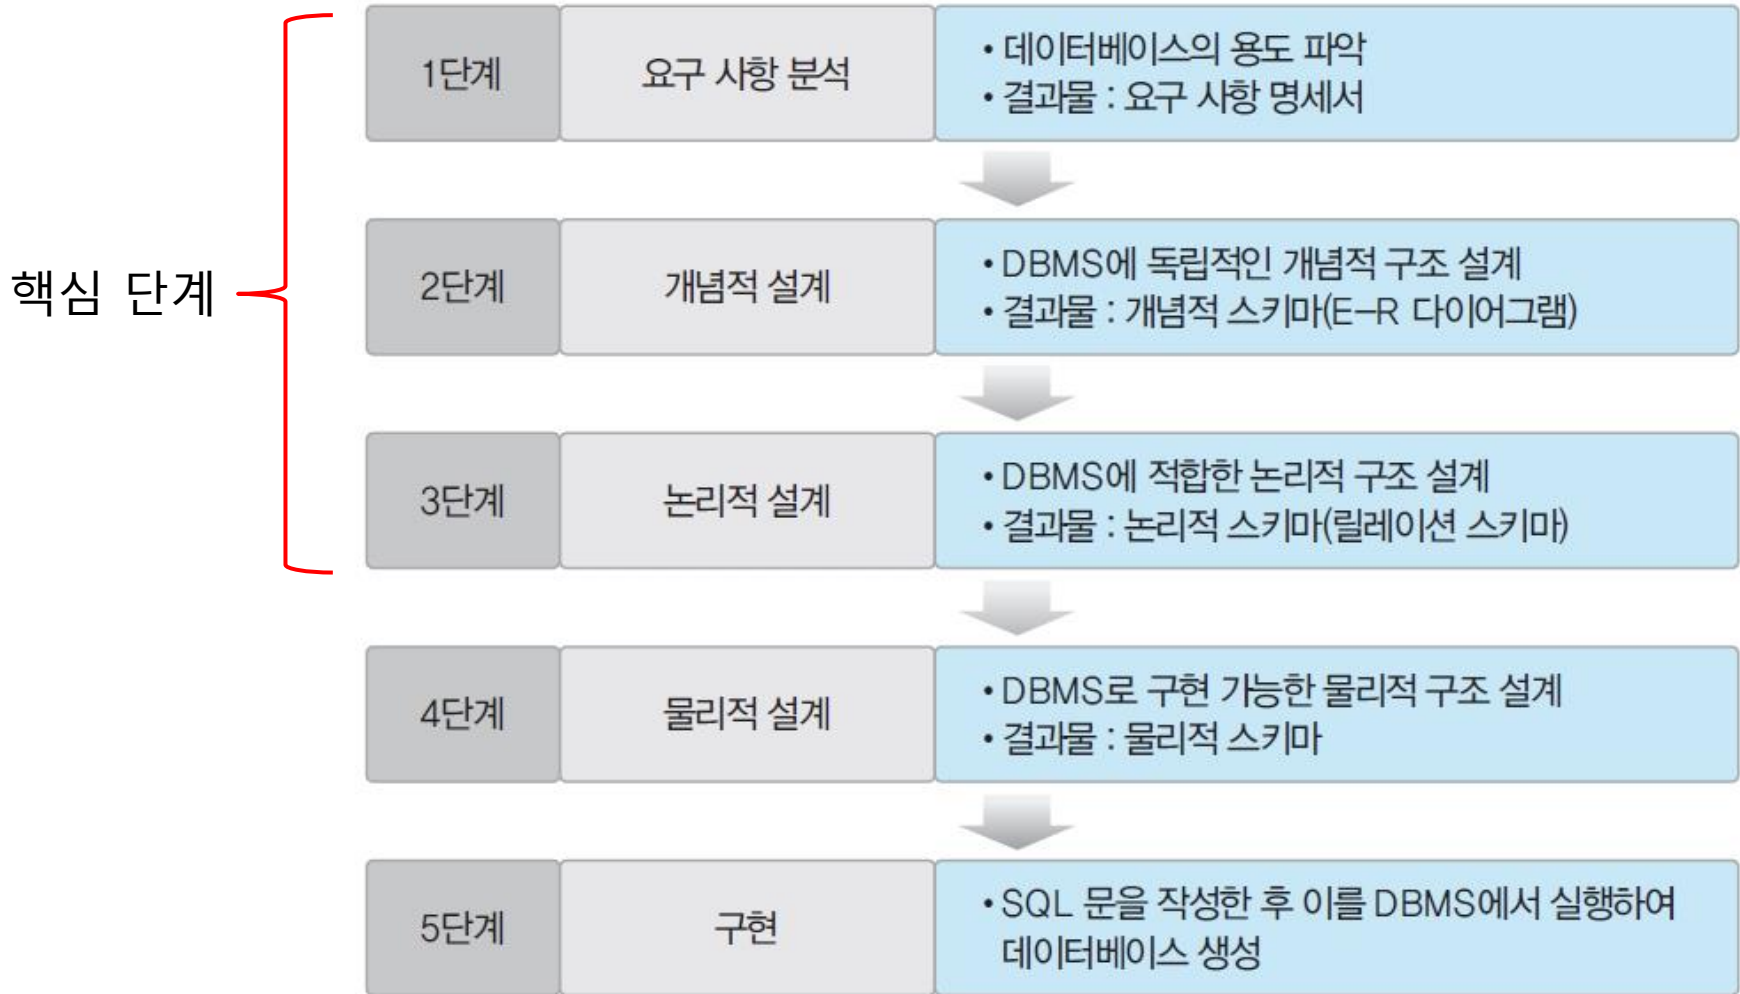 핵심 단계
1단계
요구 사항 분석
• 데이터베이스의 용도 파악
• 결과물 : 요구 사항 명세서
2단계
개념적 설계
• DBMS에 독립적인 개념적 구조 설계
• 결과물 : 개념적 스키마(E-R 다이어그램)
3단계
논리적 설계
• DBMS에 적합한 논리적 구조 설계
• 결과물 : 논리적 스키마(릴레이션 스키마)
4단계
물리적 설계
• DBMS로 구현 가능한 물리적 구조 설계
• 결과물 : 물리적 스키마
5단계
구현
• SQL 문을 작성한 후 이를 DBMS에서 실행하여
데이터베이스 생성